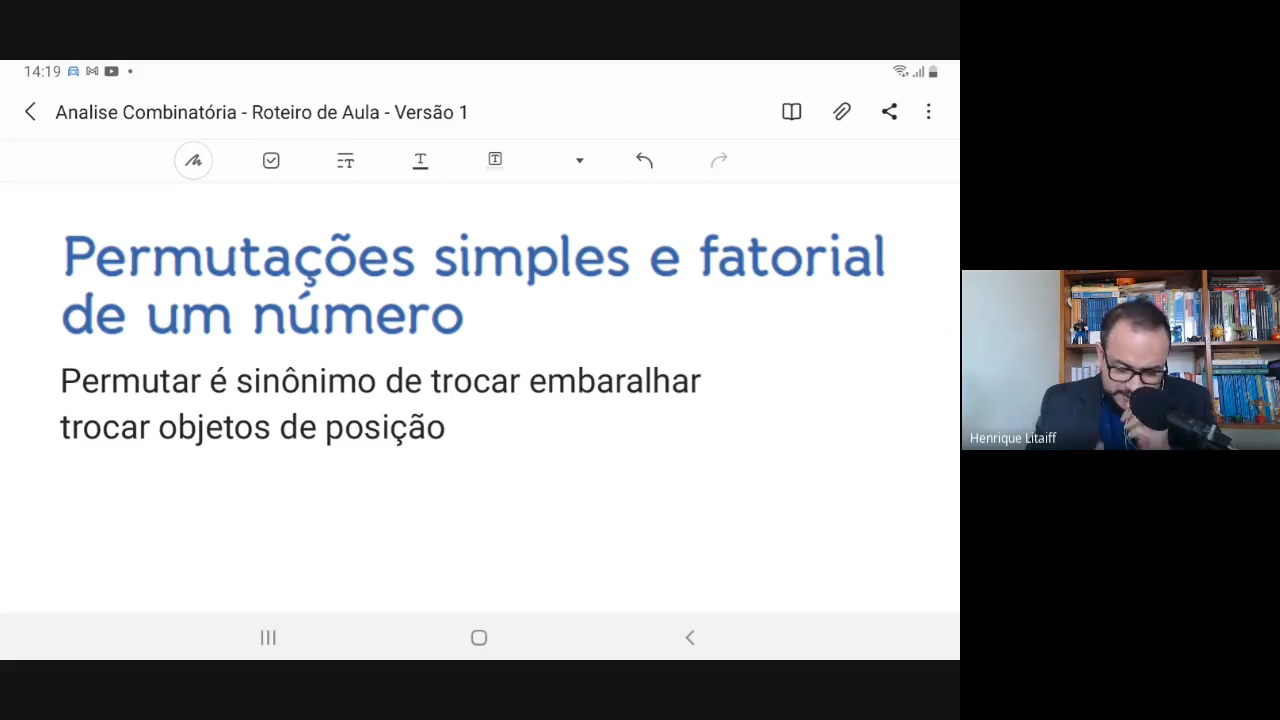 14:19
Analise Combinatória - Roteiro de Aula - Versão 1
Permutações simples e fatorial
de um número
Permutar é sinônimo de trocar embaralhar
trocar objetos de posição
Henrique Litaiff